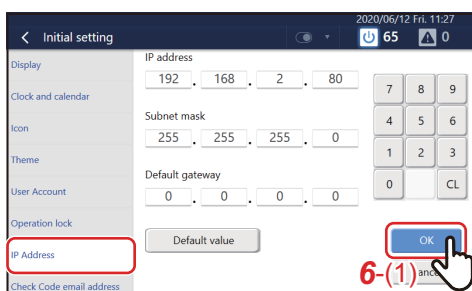 2020/06/12 Fri. 11:27
Initial setting
65
0
Display
Clock and calendar
Icon
Theme
User Account
Operation lock
IP Address
Check Code email address
IP address
192 . 168 . 2 . 80
Subnet mask
255 . 255 . 255 . 0
Default gateway
0 . 0 . 0 . 0
Default value
7 8 9
4 5 6
1 2 3
0 CL
OK
6-(1)